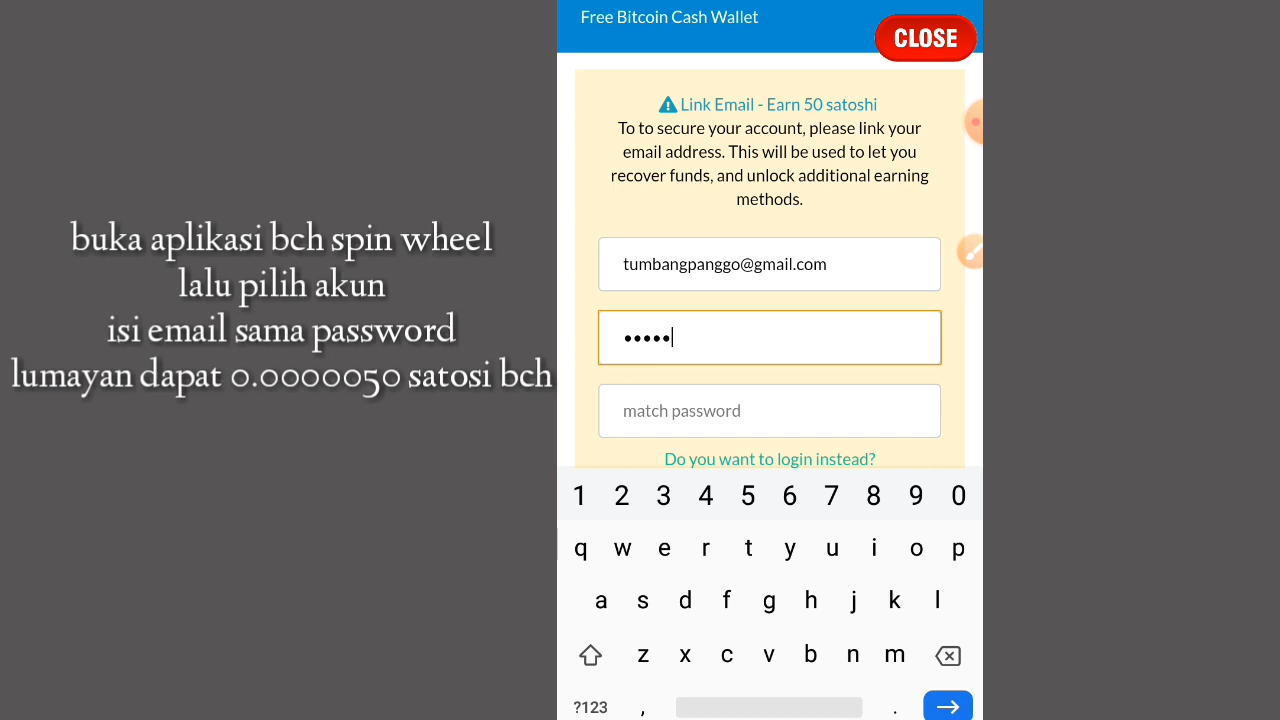 buka aplikasi bch spin wheel
lalu pilih akun
isi email sama password
lumayan dapat 0.0000050 satosi bch
Free Bitcoin Cash Wallet
CLOSE
Link Email - Earn 50 satoshi
To to secure your account, please link your
email address. This will be used to let you
recover funds, and unlock additional earning
methods.
tumbangpanggo@gmail.com
•••••
match password
Do you want to login instead?
1 2 3 4 5 6 7 8 9 0
q w e r t y u i o p
a s d f g h j k l
z x c v b n m
?123 , .